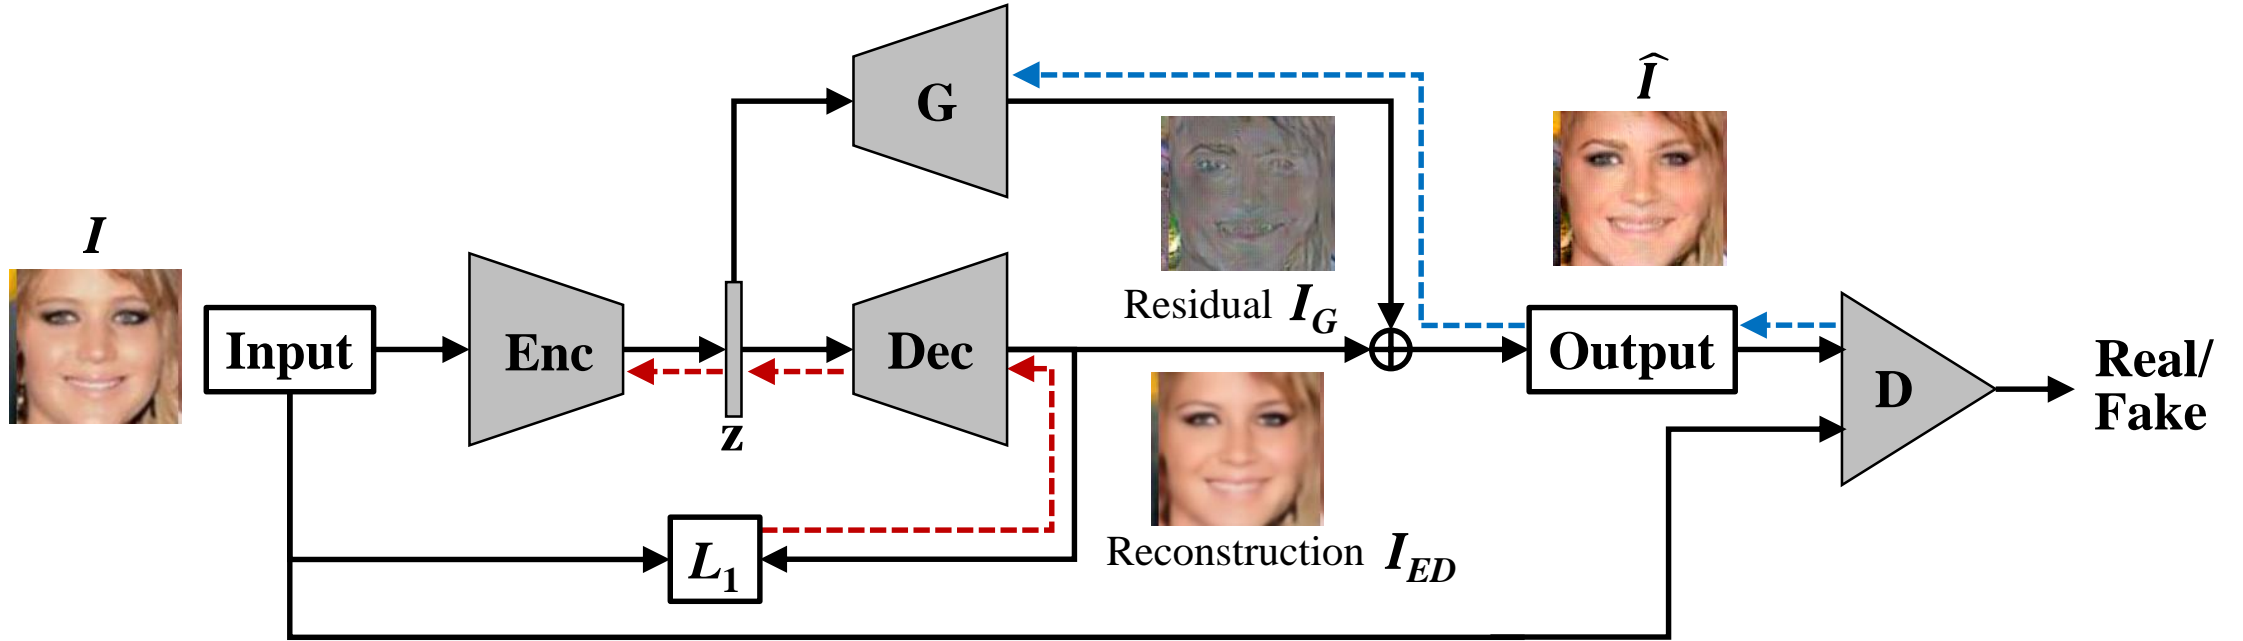 G
Î
I
Residual I_G
Input
Enc
Dec
Output
Real/
Fake
D
z
L_1
Reconstruction I_ED